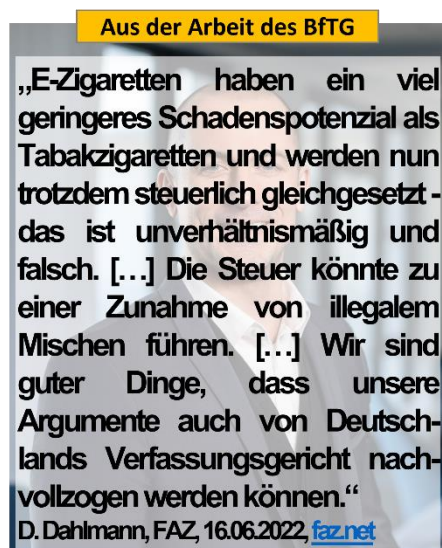 Aus der Arbeit des BfTG
„E-Zigaretten haben ein viel
geringeres Schadenspotenzial als
Tabakzigaretten und werden nun
trotzdem steuerlich gleichgesetzt -
das ist unverhältnismäßig und
falsch. […] Die Steuer könnte zu
einer Zunahme von illegalem
Mischen führen. […] Wir sind
guter Dinge, dass unsere
Argumente auch von Deutsch-
lands Verfassungsgericht nach-
vollzogen werden können.“
D. Dahlmann, FAZ, 16.06.2022, faz.net